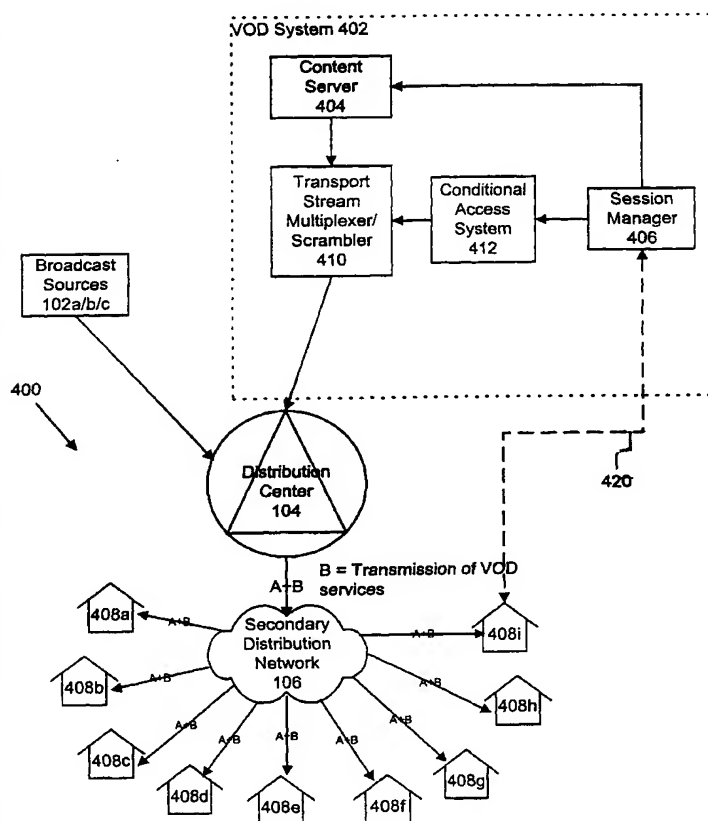 VOD System 402
Content
Server
404
Transport
Stream
Multiplexer/
Scrambler
410
Conditional
Access
System
412
Session
Manager
406
Broadcast
Sources
102a/b/c
400
420
Distribution
Center
104
A+B
B = Transmission of VOD
services
Secondary
Distribution
Network
106
408a
A+B
408b
A+B
408c
A+B
408d
A+B
408e
A+B
408f
A+B
408g
A+B
408h
A+B
408i
A+B